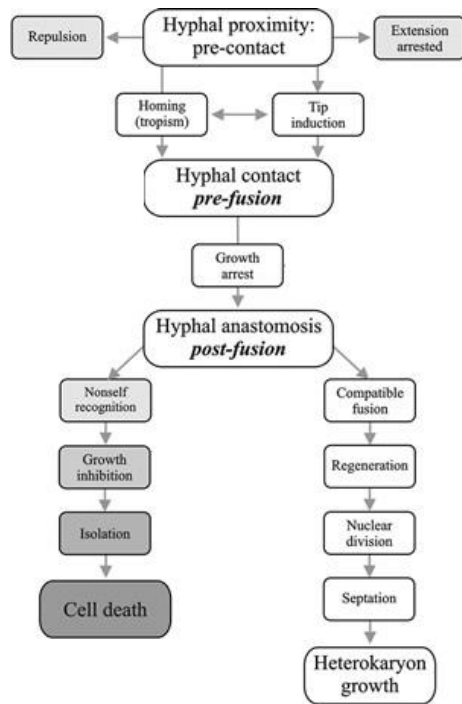 Repulsion
Hyphal proximity:
pre-contact
Extension
arrested
Homing
(tropism)
Tip
induction
Hyphal contact
pre-fusion
Growth
arrest
Hyphal anastomosis
post-fusion
Nonself
recognition
Compatible
fusion
Growth
inhibition
Regeneration
Isolation
Nuclear
division
Cell death
Septation
Heterokaryon
growth